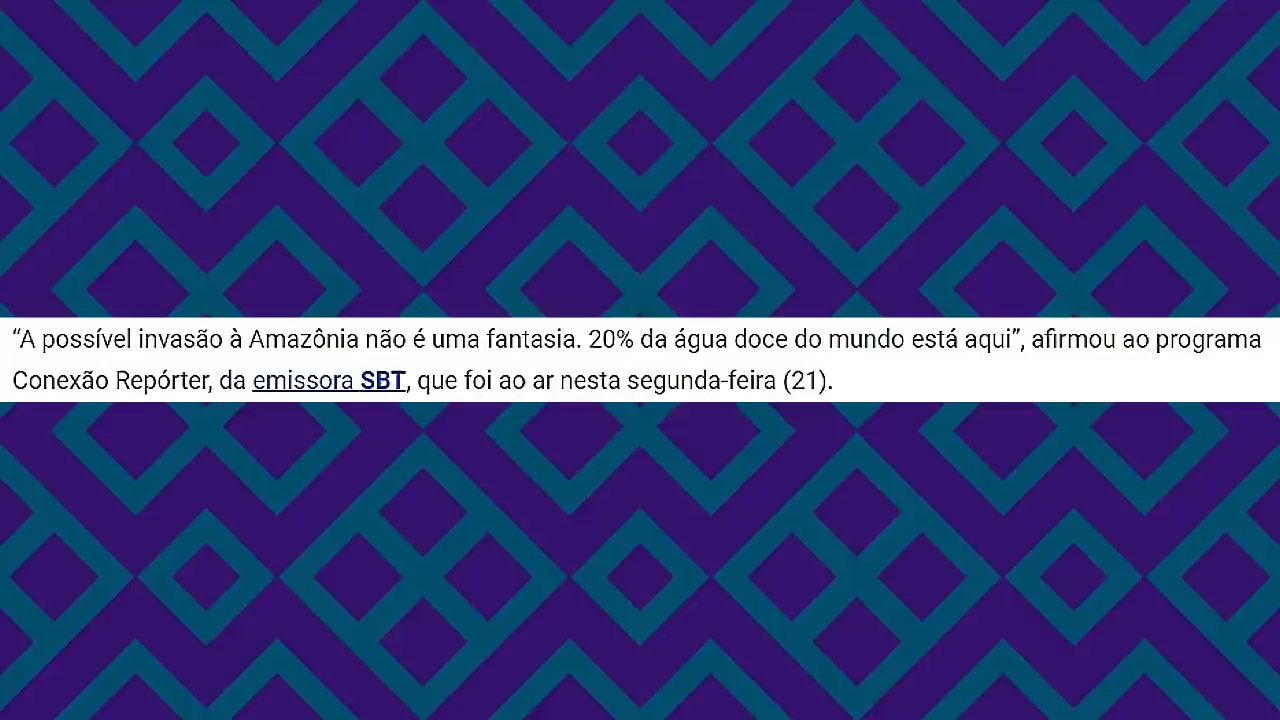 “A possível invasão à Amazônia não é uma fantasia. 20% da água doce do mundo está aqui”, afirmou ao programa
Conexão Repórter, da emissora SBT, que foi ao ar nesta segunda-feira (21).